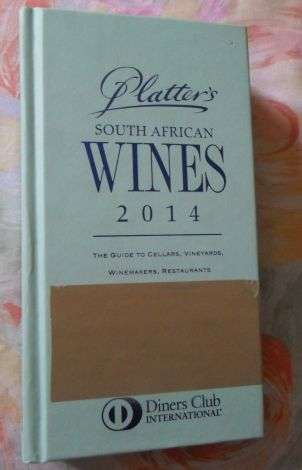 Platter's
SOUTH AFRICAN
WINES
2014
THE GUIDE TO CELLARS, VINEYARDS,
WINEMAKERS, RESTAURANTS
Diners Club
INTERNATIONAL®